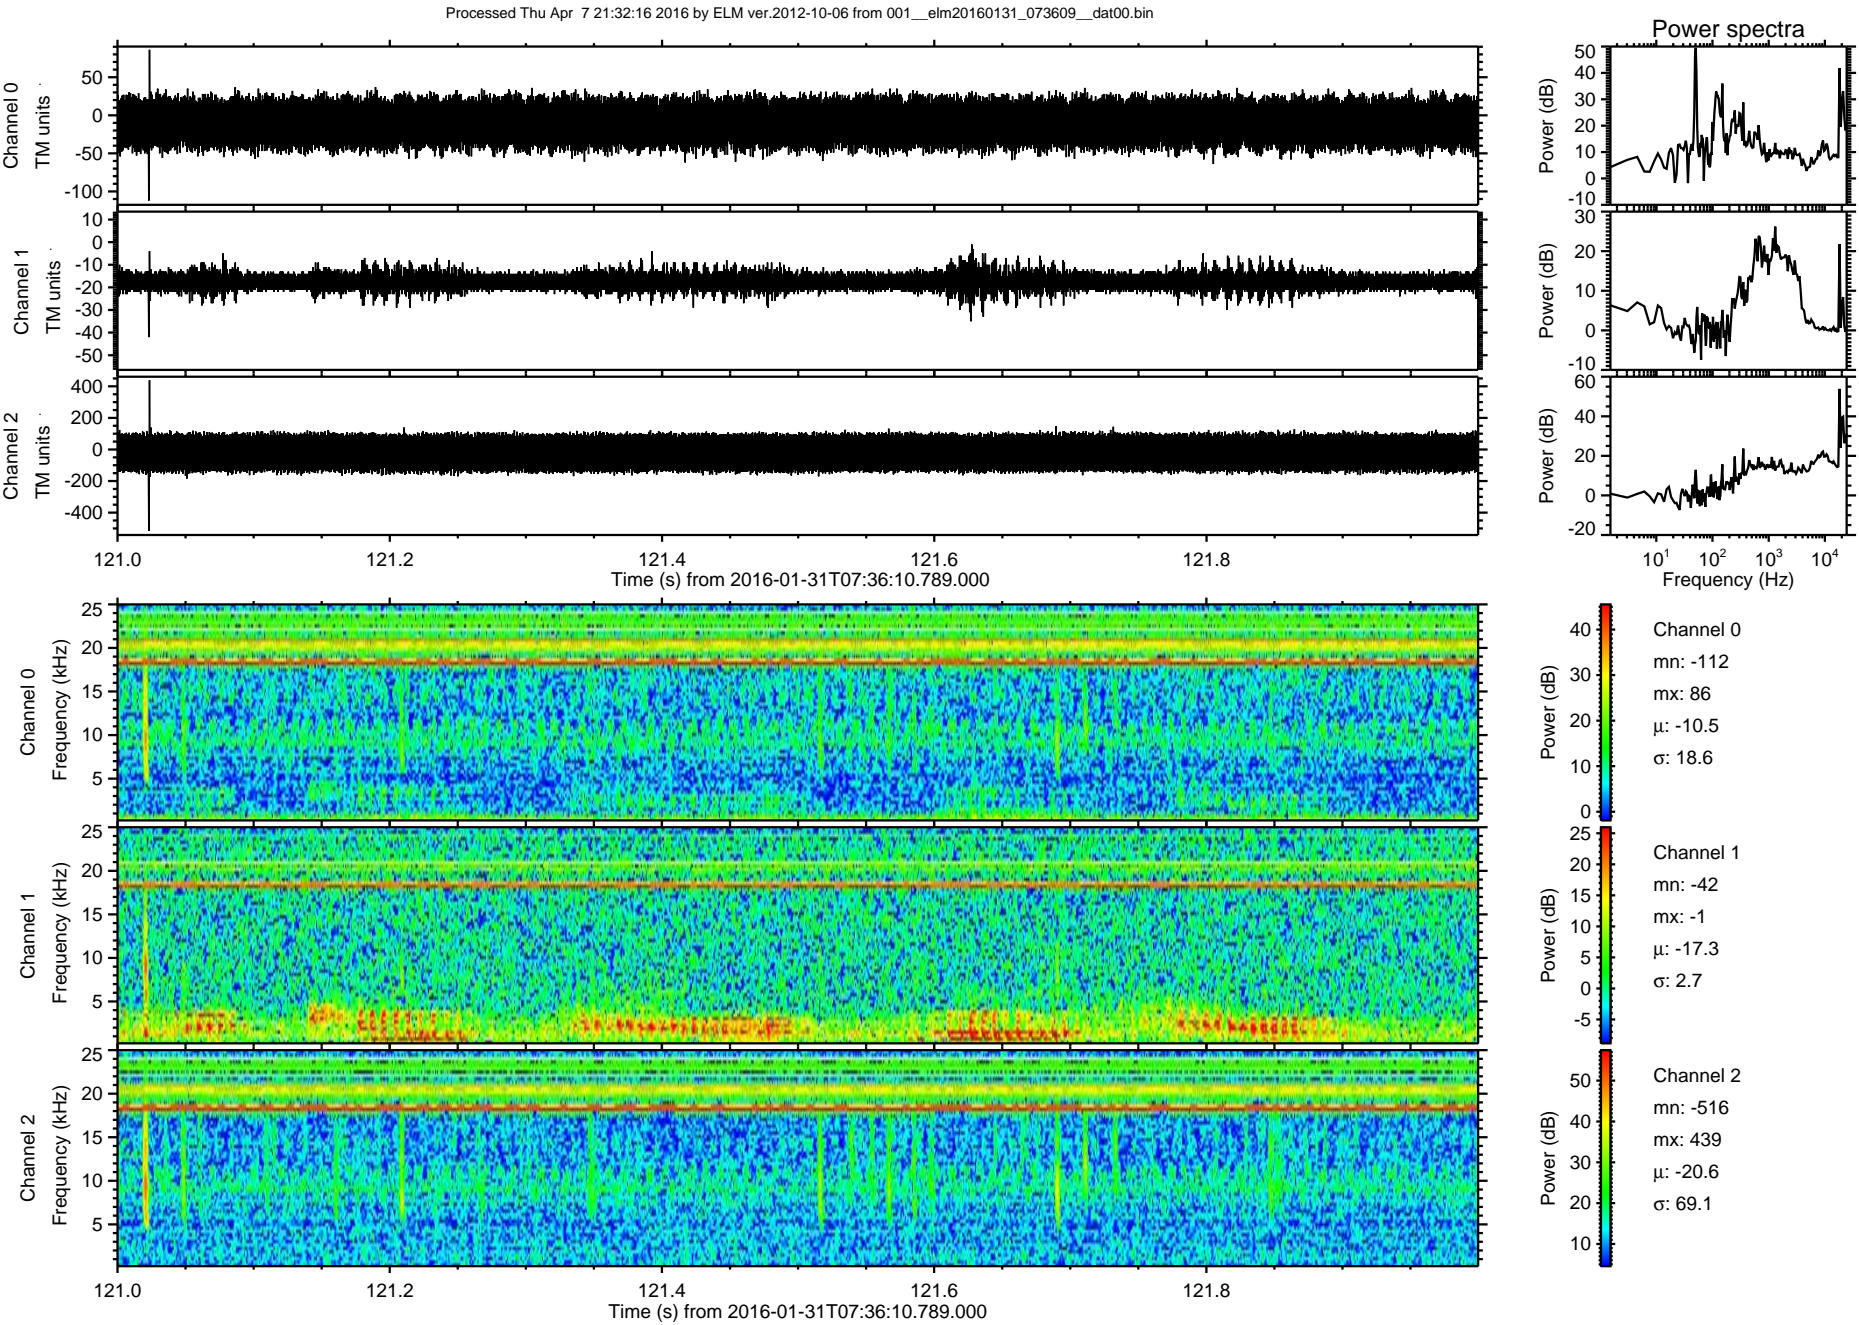 Processed Thu Apr  7 21:32:16 2016 by ELM ver.2012-10-06 from 001__elm20160131_073609__dat00.bin
Power spectra
Channel 0
TM units
50
0
-50
-100
Power (dB)
50
40
30
20
10
0
-10
Channel 1
TM units
10
0
-10
-20
-30
-40
-50
Power (dB)
30
20
10
0
-10
Channel 2
TM units
400
200
0
-200
-400
Power (dB)
60
40
20
0
-20
121.0 121.2 121.4 121.6 121.8
Time (s) from 2016-01-31T07:36:10.789.000
10¹ 10² 10³ 10⁴
Frequency (Hz)
Channel 0
Frequency (kHz)
25
20
15
10
5
Power (dB)
40
30
20
10
0
Channel 0
mn: -112
mx: 86
μ: -10.5
σ: 18.6
Channel 1
Frequency (kHz)
25
20
15
10
5
Power (dB)
25
20
15
10
5
0
-5
Channel 1
mn: -42
mx: -1
μ: -17.3
σ: 2.7
Channel 2
Frequency (kHz)
25
20
15
10
5
Power (dB)
50
40
30
20
10
Channel 2
mn: -516
mx: 439
μ: -20.6
σ: 69.1
121.0 121.2 121.4 121.6 121.8
Time (s) from 2016-01-31T07:36:10.789.000